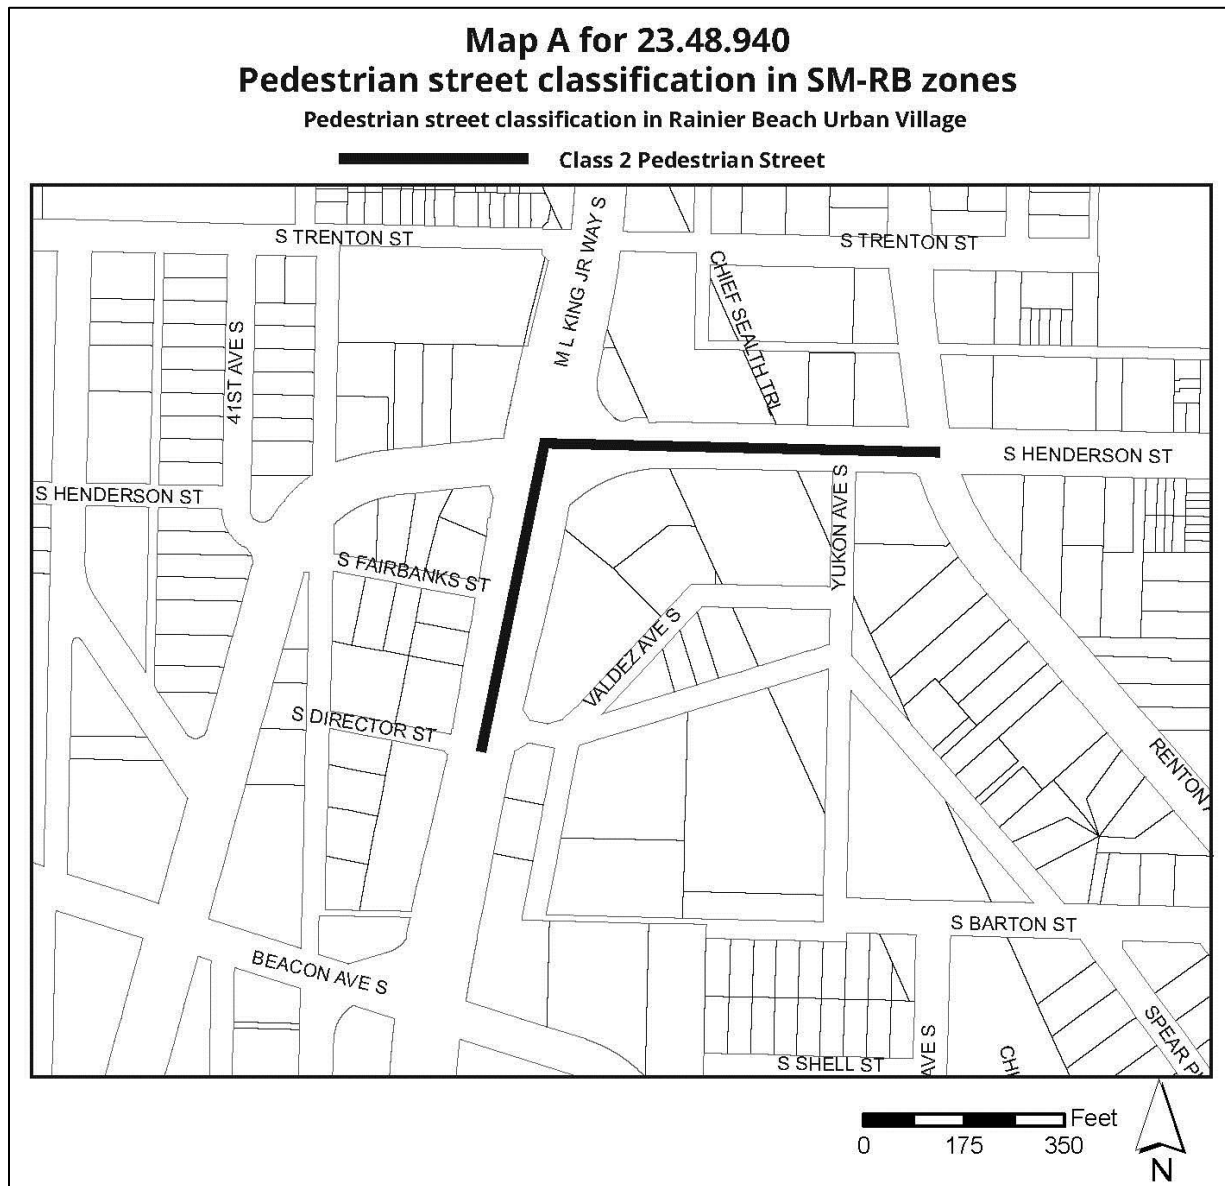 Map A for 23.48.940
Pedestrian street classification in SM-RB zones
Pedestrian street classification in Rainier Beach Urban Village
Class 2 Pedestrian Street
S TRENTON ST
M L KING JR WAY S
S TRENTON ST
CHIEF SEALTH TRL
41ST AVE S
S HENDERSON ST
S HENDERSON ST
YUKON AVE S
S FAIRBANKS ST
VALDEZ AVE S
S DIRECTOR ST
RENTON A
S BARTON ST
BEACON AVE S
SPEAR P
S SHELL ST
AVE S
CHI
Feet
0 175 350
N